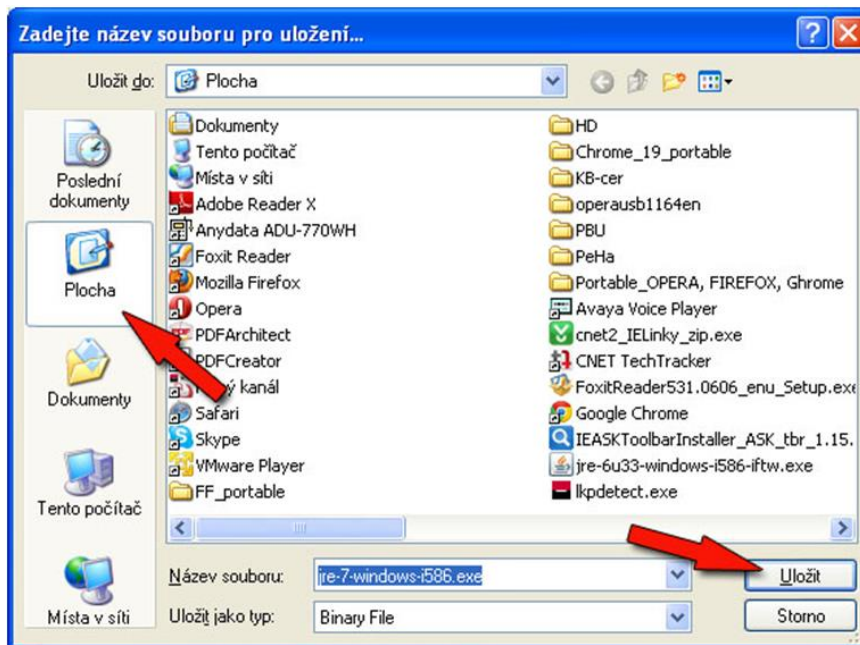 Zadejte název souboru pro uložení...
Uložit do:
Plocha
Poslední
dokumenty
Plocha
Dokumenty
Tento počítač
Místa v síti
Dokumenty
Tento počítač
Místa v síti
Adobe Reader X
Anydata ADU-770WH
Foxit Reader
Mozilla Firefox
Opera
PDFArchitect
PDFCreator
kanál
Safari
Skype
VMware Player
FF_portable
HD
Chrome_19_portable
KB-cer
operausb1164en
PBU
PeHa
Portable_OPERA, FIREFOX, Ghrome
Avaya Voice Player
cnet2_IELinky_zip.exe
CNET TechTracker
FoxitReader531.0606_enu_Setup.exe
Google Chrome
IEASKToolbarInstaller_ASK_tbr_1.15.
jre-6u33-windows-i586-iftw.exe
lkpdetect.exe
Název souboru:
jre-7-windows-i586.exe
Uložit
Uložit jako typ:
Binary File
Storno